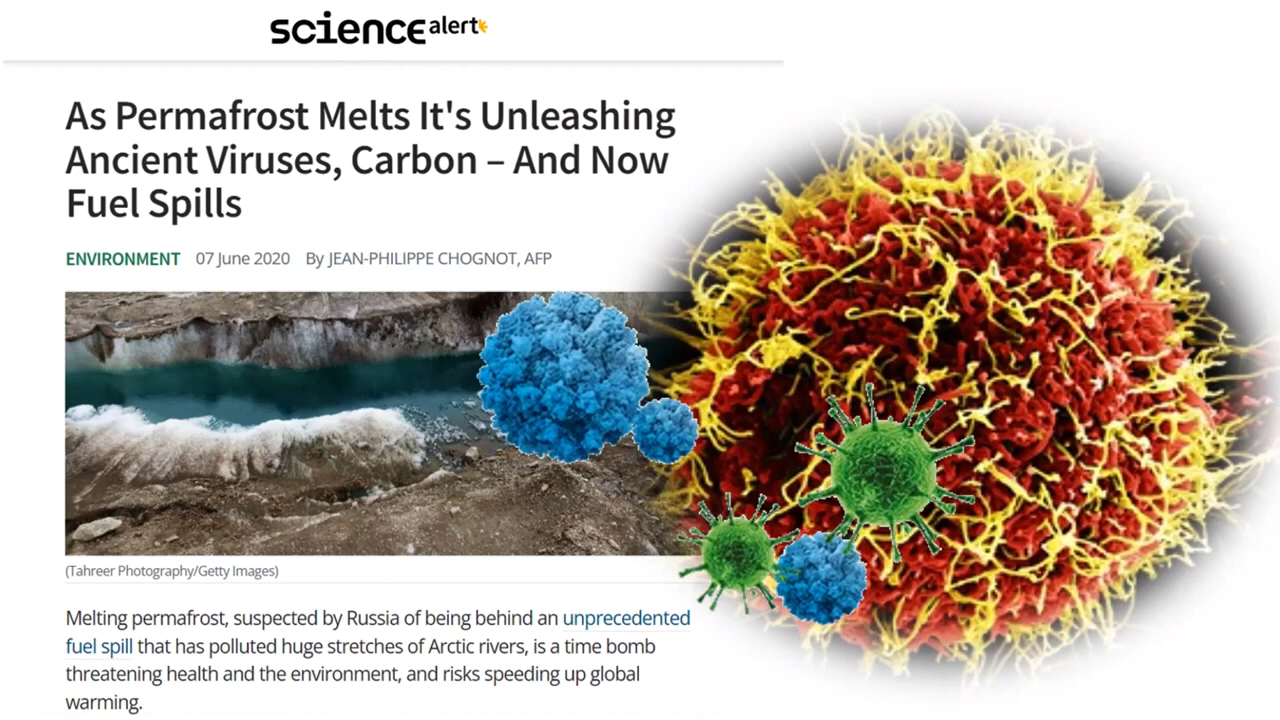 science alert
As Permafrost Melts It's Unleashing
Ancient Viruses, Carbon – And Now
Fuel Spills
ENVIRONMENT 07 June 2020 By JEAN-PHILIPPE CHOGNOT, AFP
(Tahreer Photography/Getty Images)
Melting permafrost, suspected by Russia of being behind an unprecedented
fuel spill that has polluted huge stretches of Arctic rivers, is a time bomb
threatening health and the environment, and risks speeding up global
warming.